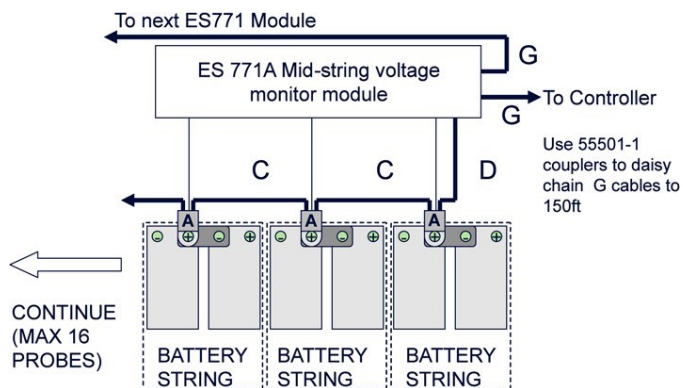 To next ES771 Module
G
ES 771A Mid-string voltage
monitor module
To Controller
G
Use 55501-1
couplers to daisy
chain G cables to
150ft
C
C
D
A
A
A
CONTINUE
(MAX 16
PROBES)
BATTERY
STRING
BATTERY
STRING
BATTERY
STRING